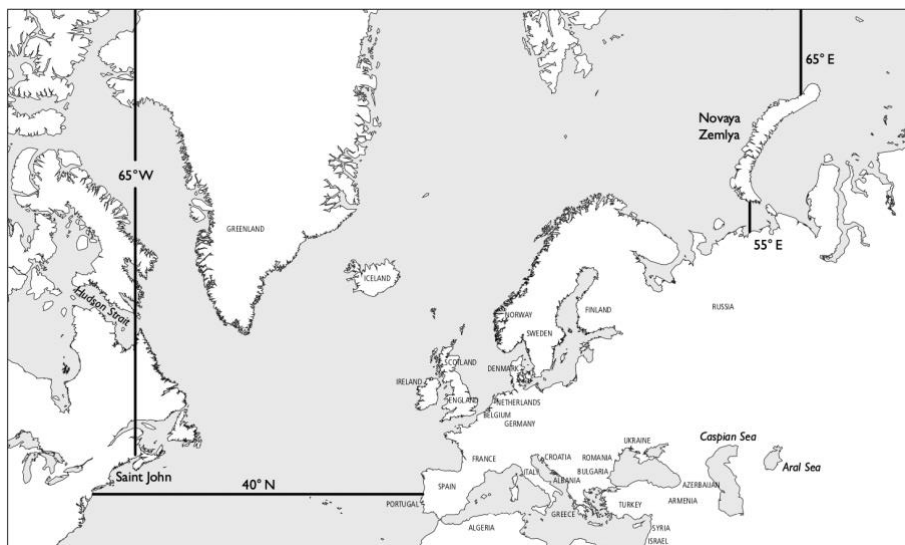 65° E
Novaya
Zemlya
65° W
GREENLAND
55° E
ICELAND
Hudson Strait
RUSSIA
NORWAY
FINLAND
SWEDEN
SCOTLAND
DENMARK
IRELAND
ENGLAND
NETHERLANDS
BELGIUM
GERMANY
UKRAINE
Caspian Sea
FRANCE
CROATIA
ROMANIA
Aral Sea
ITALY
BULGARIA
Saint John
ALBANIA
40° N
SPAIN
AZERBAIJAN
PORTUGAL
TURKEY
ARMENIA
GREECE
ALGERIA
SYRIA
ISRAEL